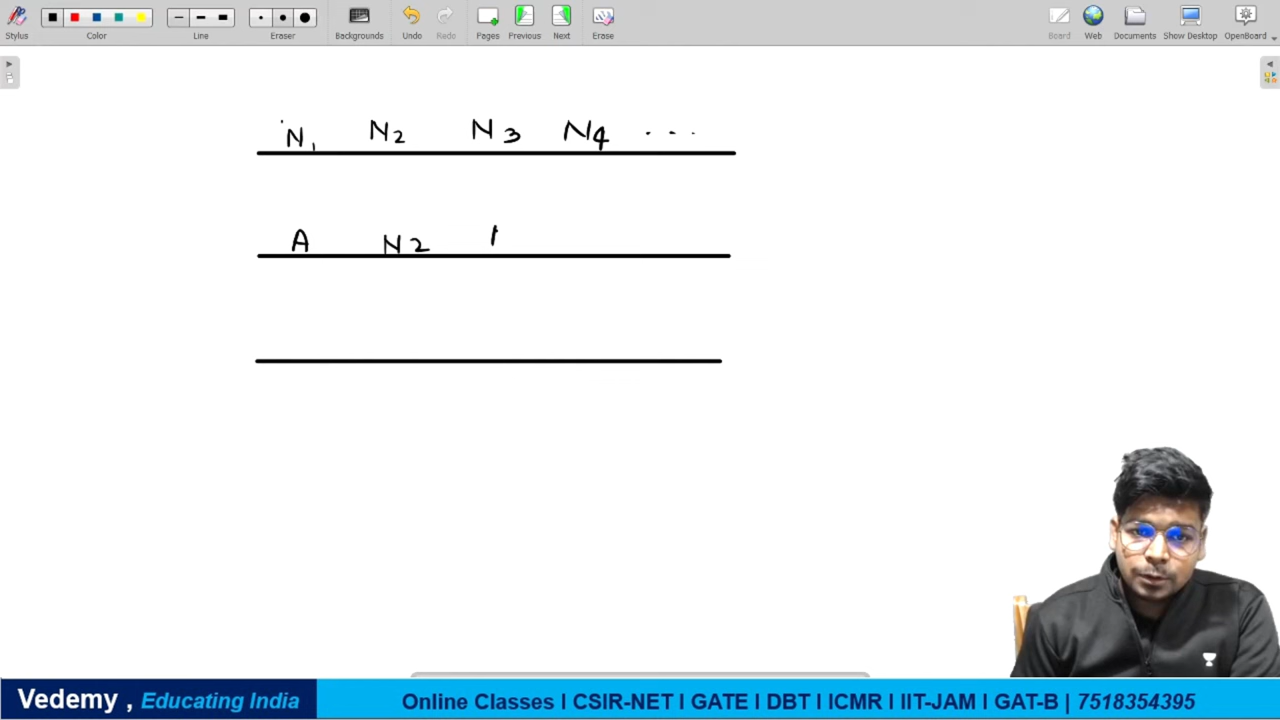 Stylus Color Line Eraser Backgrounds Undo Redo Pages Previous Next Erase Board Web Documents Show Desktop OpenBoard
N1 N2 N3 N4 ...
A N2
Vedemy , Educating India
Online Classes I CSIR-NET I GATE I DBT I ICMR I IIT-JAM I GAT-B | 7518354395